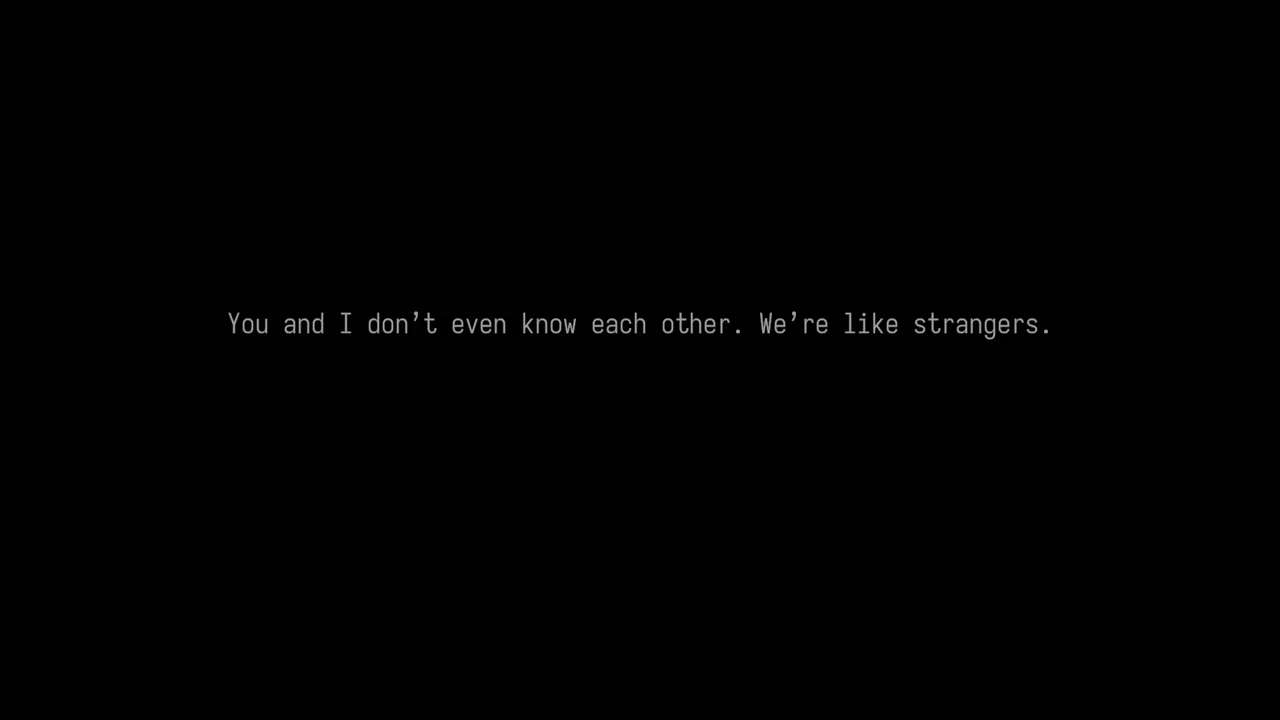 You and I don’t even know each other. We’re like strangers.